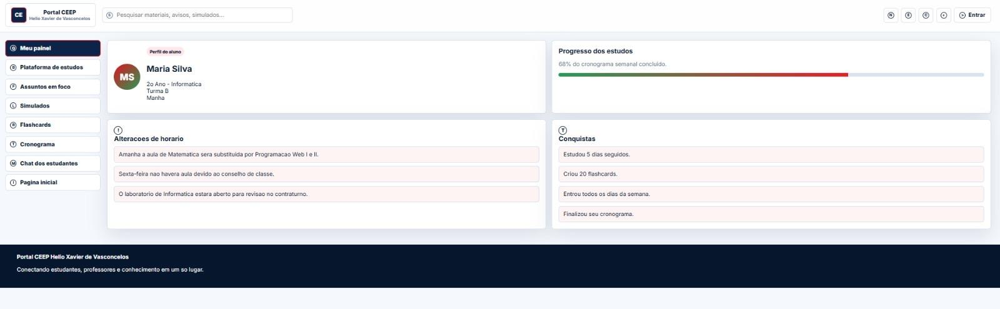 CE
Portal CEEP
Helio Xavier de Vasconcelos
S
Pesquisar materiais, avisos, simulados...
N
E
C
Entrar
Meu painel
B
Plataforma de estudos
F
Assuntos em foco
L
Simulados
R
Flashcards
T
Cronograma
M
Chat dos estudantes
I
Pagina inicial
Perfil do aluno
MS
Maria Silva
2o Ano - Informatica
Turma B
Manha
Progresso dos estudos
68% do cronograma semanal concluido.
!
Alteracoes de horario
Amanha a aula de Matematica sera substituida por Programacao Web I e II.
Sexta-feira nao havera aula devido ao conselho de classe.
O laboratorio de Informatica estara aberto para revisao no contraturno.
T
Conquistas
Estudou 5 dias seguidos.
Criou 20 flashcards.
Entrou todos os dias da semana.
Finalizou seu cronograma.
Portal CEEP Helio Xavier de Vasconcelos
Conectando estudantes, professores e conhecimento em um so lugar.